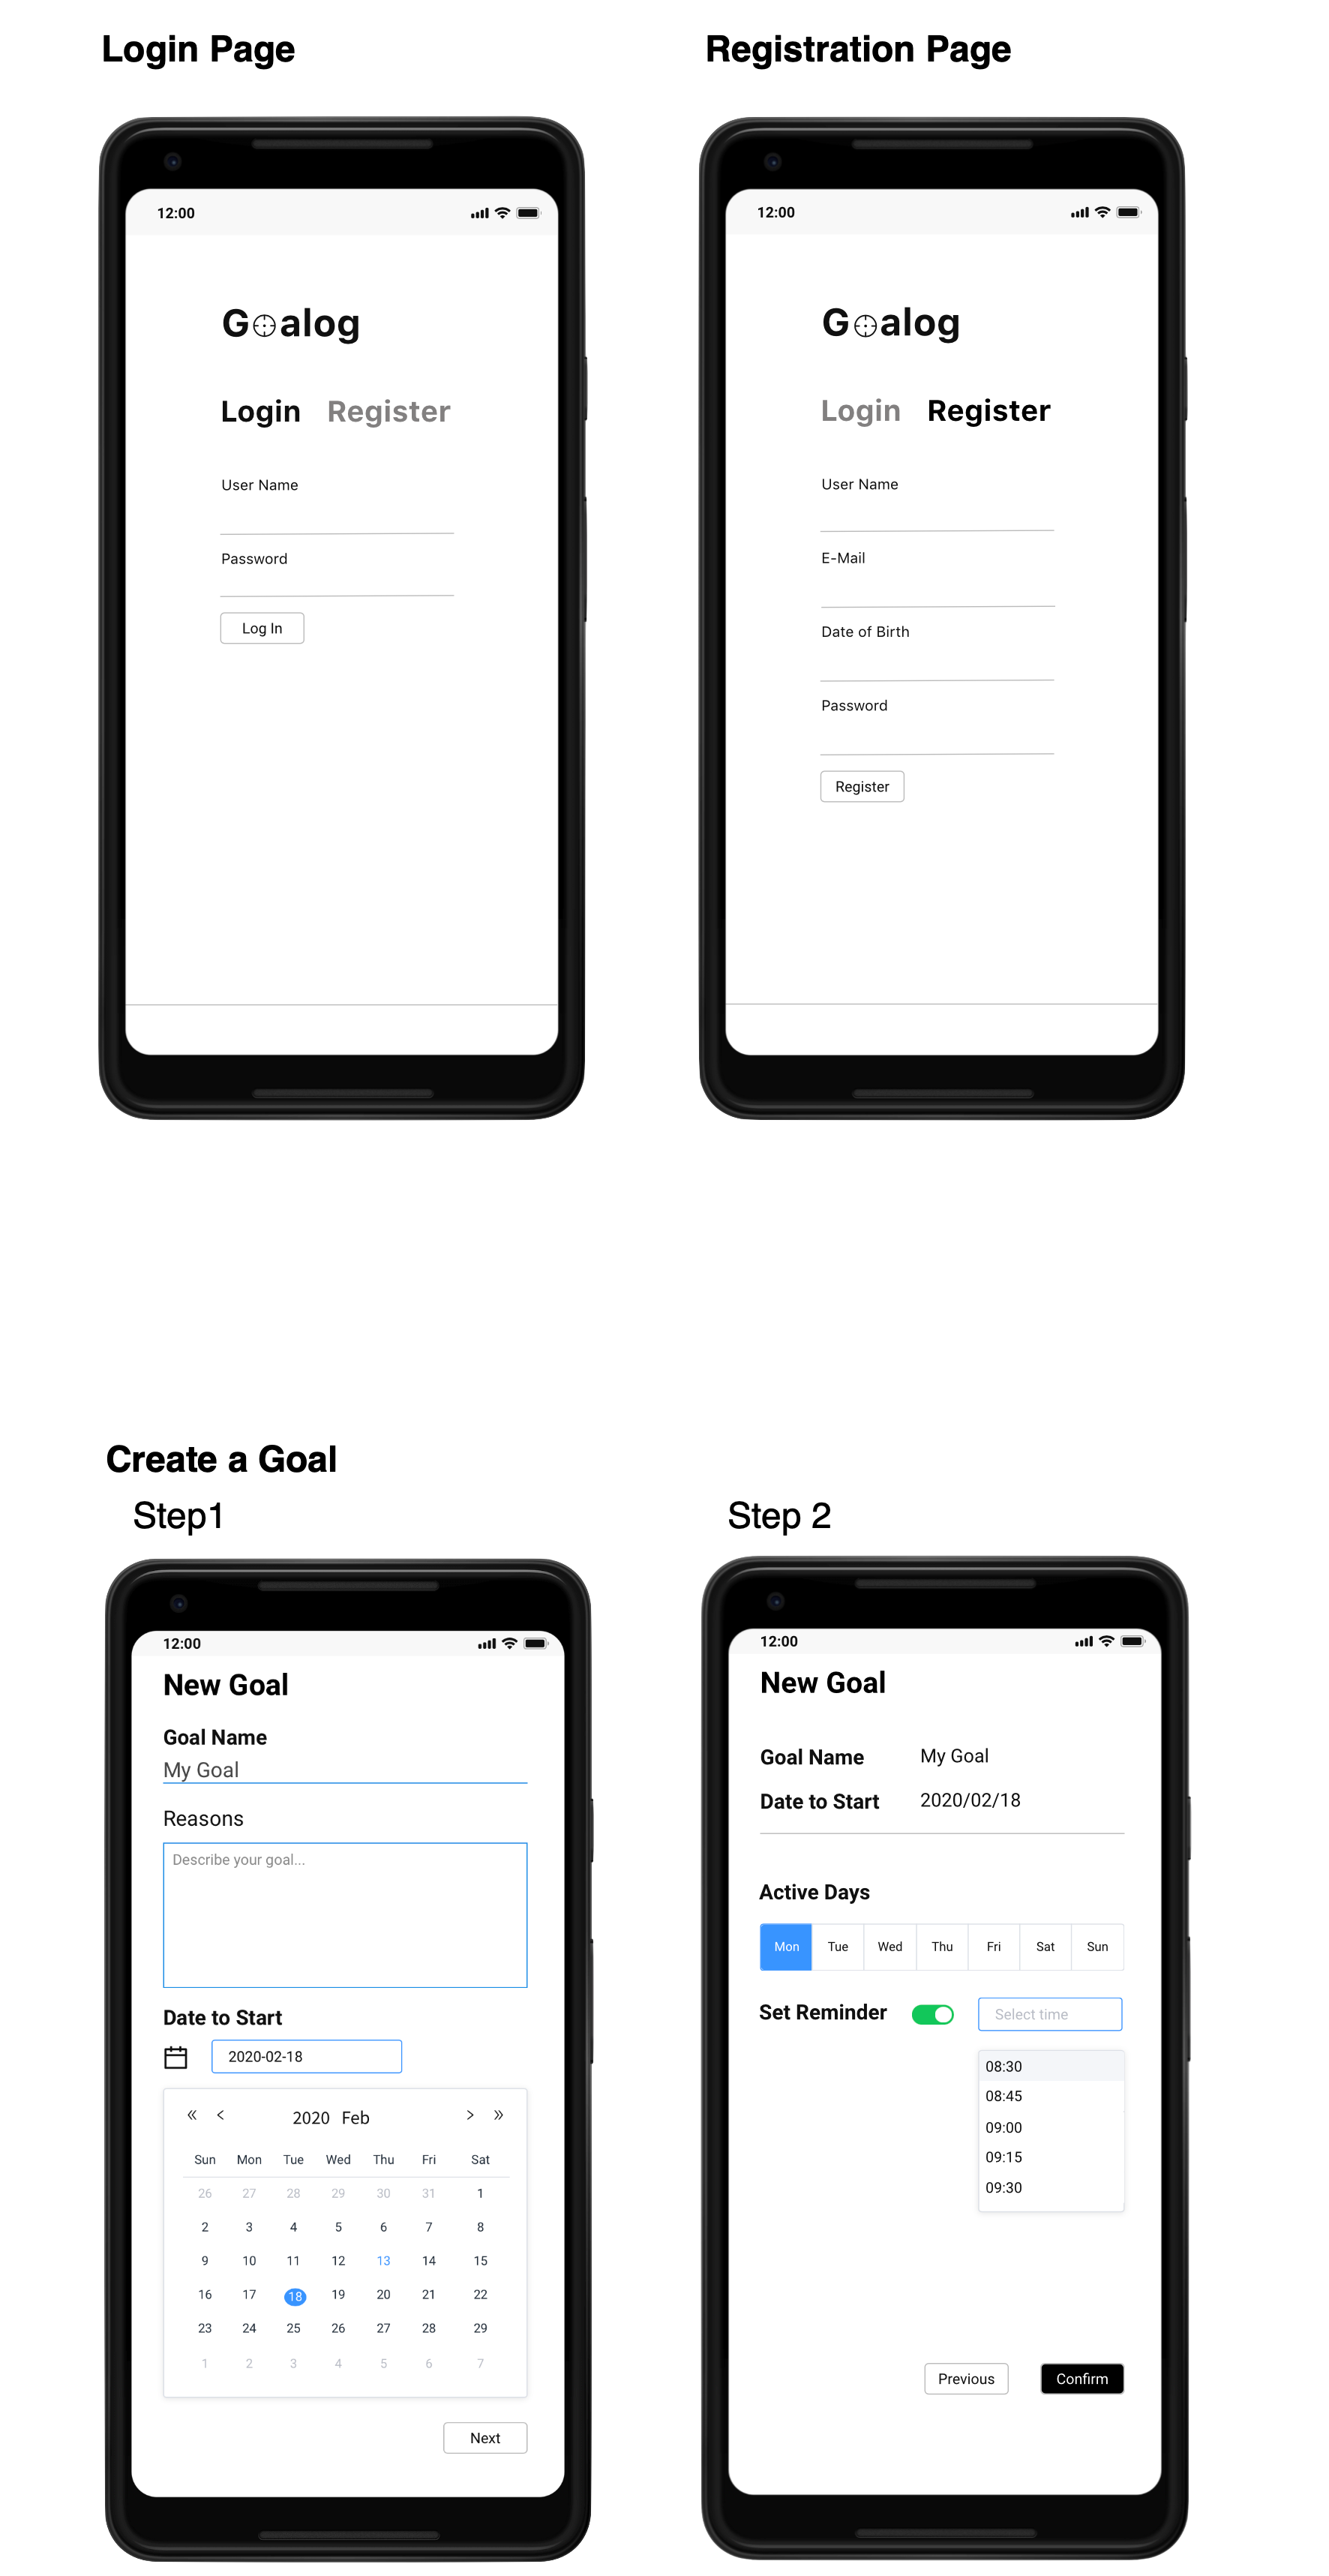 Login Page
Registration Page
12:00
G alog
Login Register
User Name
Password
Log In
12:00
G alog
Login Register
User Name
E-Mail
Date of Birth
Password
Register
Create a Goal
Step1
Step 2
12:00
New Goal
Goal Name
My Goal
Reasons
Describe your goal...
Date to Start
2020-02-18
« < 2020 Feb > »
Sun Mon Tue Wed Thu Fri Sat
26 27 28 29 30 31 1
2 3 4 5 6 7 8
9 10 11 12 13 14 15
16 17 18 19 20 21 22
23 24 25 26 27 28 29
1 2 3 4 5 6 7
Next
12:00
New Goal
Goal Name My Goal
Date to Start 2020/02/18
Active Days
Mon Tue Wed Thu Fri Sat Sun
Set Reminder Select time
08:30
08:45
09:00
09:15
09:30
Previous Confirm